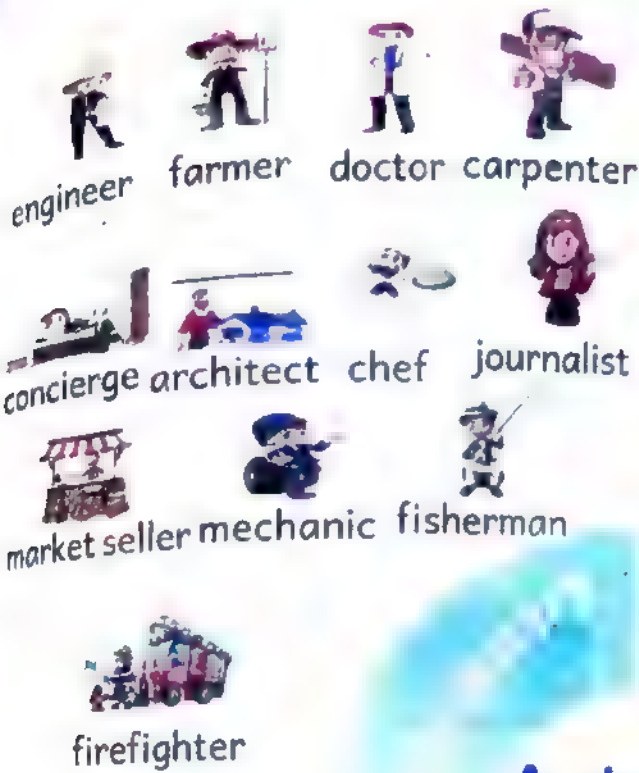 engineer farmer doctor carpenter
concierge architect chef journalist
market seller mechanic fisherman
firefighter